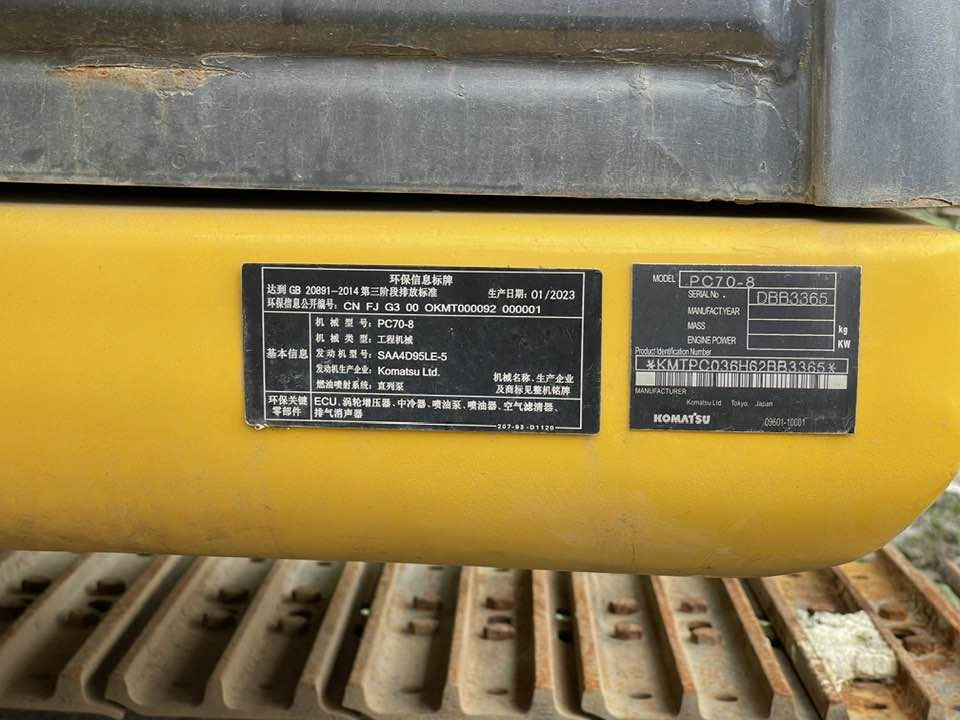 环保信息标牌
达到 GB 20891-2014 第三阶段排放标准 生产日期: 01/2023
环保信息公开编号: CN FJ G3 00 OKMT000092 000001
基本信息
机 械 型 号: PC70-8
机 械 类 型: 工程机械
发 动 机 型 号: SAA4D95LE-5
发动机生产企业: Komatsu Ltd.
燃油喷射系统: 直列泵
机械名称、生产企业
及商标见整机铭牌
环保关键
零部件
ECU、涡轮增压器、中冷器、喷油泵、喷油器、空气滤清器、
排气消声器
207-93-D1120
MODEL PC70-8
SERIAL No DBB3365
MANUFACTYEAR
MASS kg
ENGINE POWER KW
Product Identification Number
*KMTPC036H62BB3365*
MANUFACTURER
Komatsu Ltd. Tokyo. Japan
KOMATSU 09601-10001